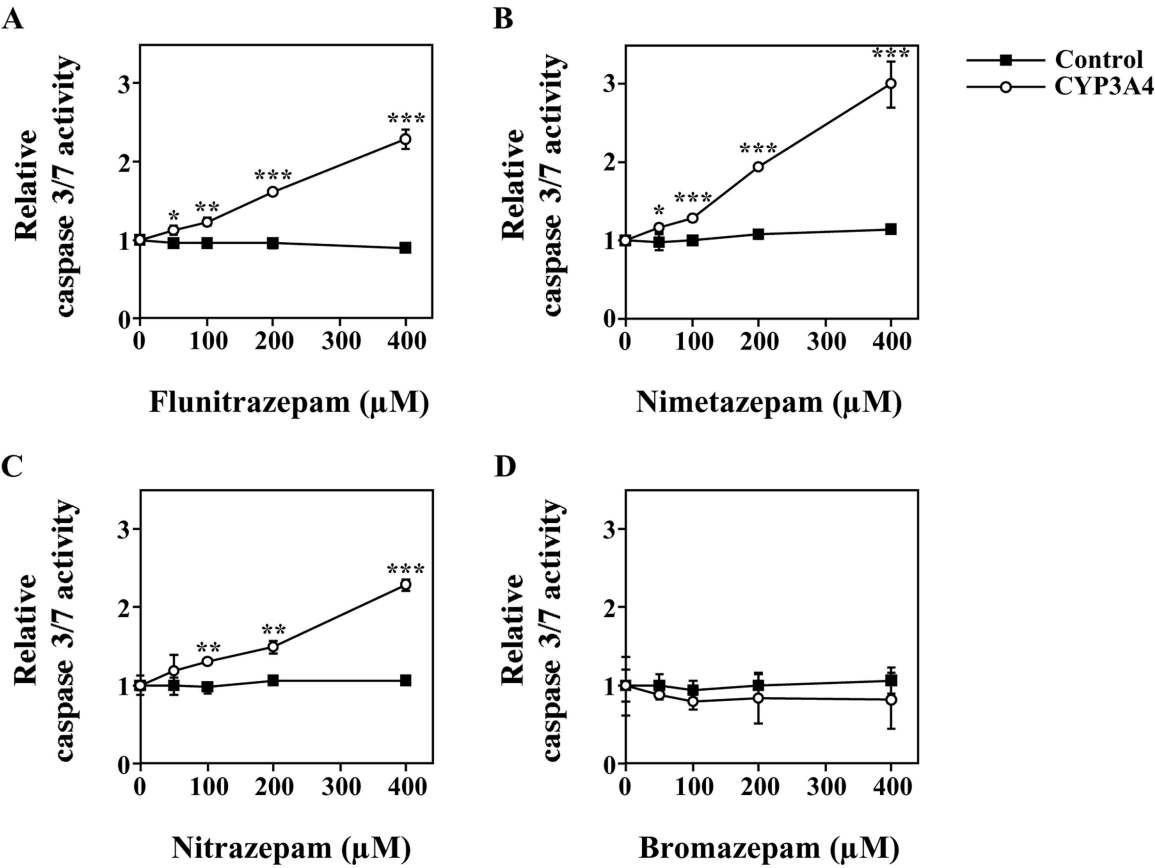 A
Relative
caspase 3/7 activity
3
2
1
0
* ** *** ***
0 100 200 300 400
Flunitrazepam (µM)
B
Relative
caspase 3/7 activity
3
2
1
0
* *** *** ***
0 100 200 300 400
Nimetazepam (µM)
Control
CYP3A4
C
Relative
caspase 3/7 activity
3
2
1
0
** ** ***
0 100 200 300 400
Nitrazepam (µM)
D
Relative
caspase 3/7 activity
3
2
1
0
0 100 200 300 400
Bromazepam (µM)